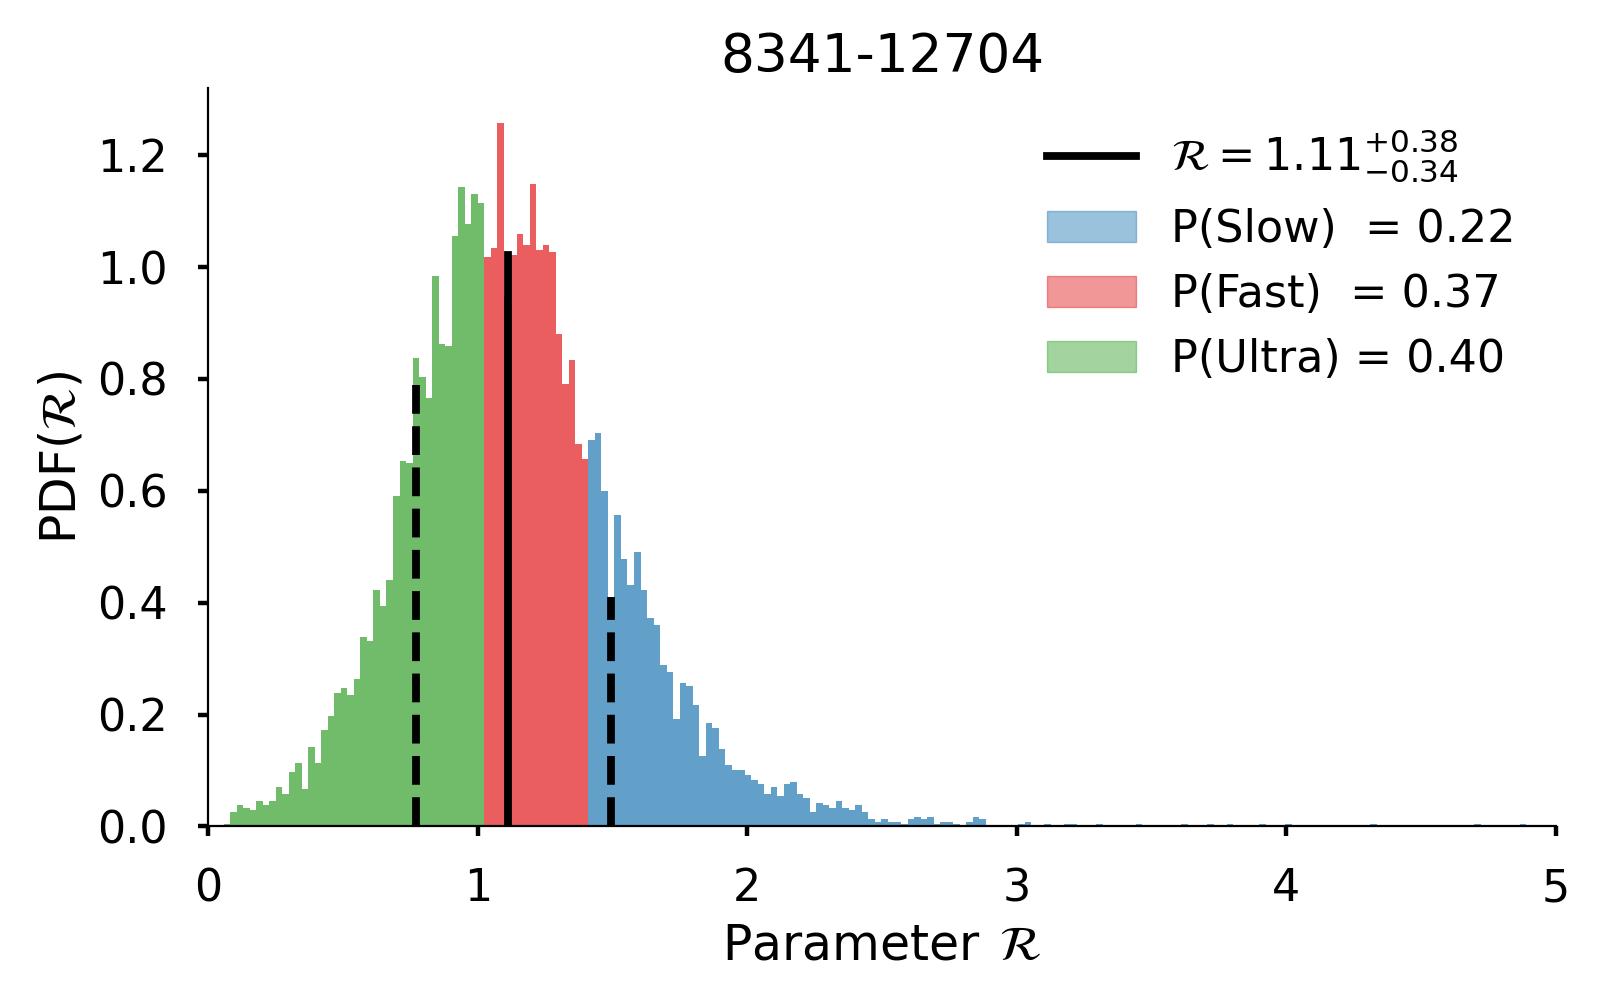 8341-12704
ℛ = 1.11 +0.38 −0.34
P(Slow) = 0.22
P(Fast) = 0.37
P(Ultra) = 0.40
PDF(ℛ)
1.2
1.0
0.8
0.6
0.4
0.2
0.0
0 1 2 3 4 5
Parameter ℛ